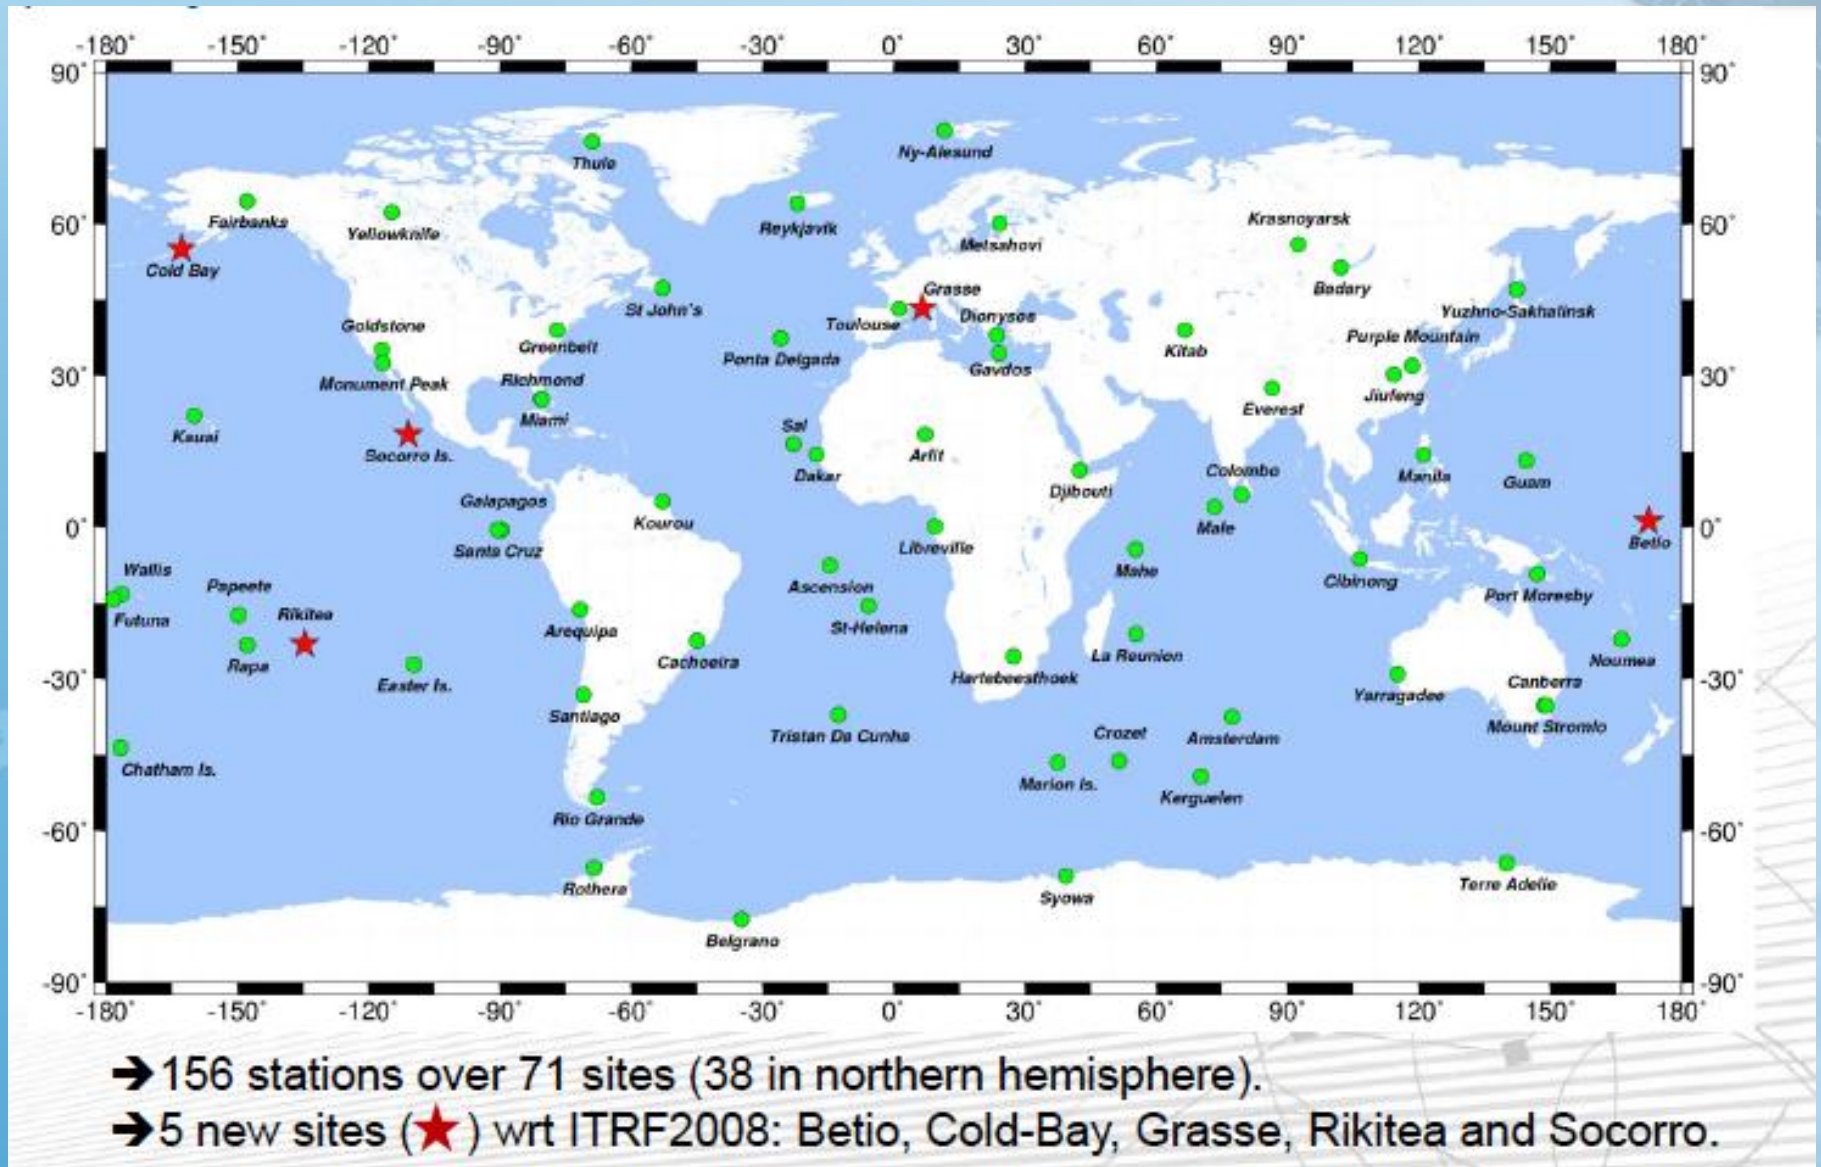 -180° -150° -120° -90° -60° -30° 0° 30° 60° 90° 120° 150° 180°
90° 90°
Thule
Ny-Alesund
Fairbanks
Yellowknife
Reykjavik
Krasnoyarsk
60° 60°
Metsahovi
Cold Bay
Badary
Grasse
St John's
Yuzhno-Sakhalinsk
Goldstone
Toulouse
Dionysos
Purple Mountain
Greenbelt
Ponta Delgada
Kitab
30° 30°
Monument Peak
Richmond
Gavdos
Jiufeng
Everest
Miami
Kauai
Sal
Socorro Is.
Arlit
Colombo
Dakar
Manila
Guam
Djibouti
Galapagos
Kourou
Male
0° 0°
Santa Cruz
Libreville
Betio
Wallis
Mahe
Cibinong
Papeete
Ascension
Port Moresby
Futuna
Rikitea
Arequipa
St-Helena
Rapa
Cachoeira
La Reunion
Noumea
-30° -30°
Easter Is.
Hartebeesthoek
Canberra
Yarragadee
Santiago
Mount Stromlo
Tristan Da Cunha
Crozet
Amsterdam
Chatham Is.
Marion Is.
Kerguelen
Rio Grande
-60° -60°
Rothera
Syowa
Terre Adelie
Belgrano
-90° -90°
-180° -150° -120° -90° -60° -30° 0° 30° 60° 90° 120° 150° 180°
➔156 stations over 71 sites (38 in northern hemisphere).
➔5 new sites (★) wrt ITRF2008: Betio, Cold-Bay, Grasse, Rikitea and Socorro.